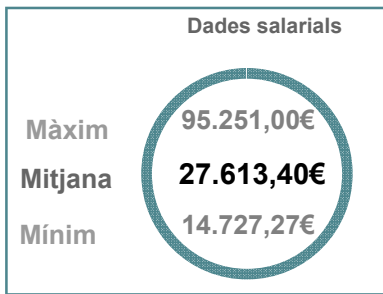 Dades salarials
Màxim 95.251,00€
Mitjana 27.613,40€
Mínim 14.727,27€